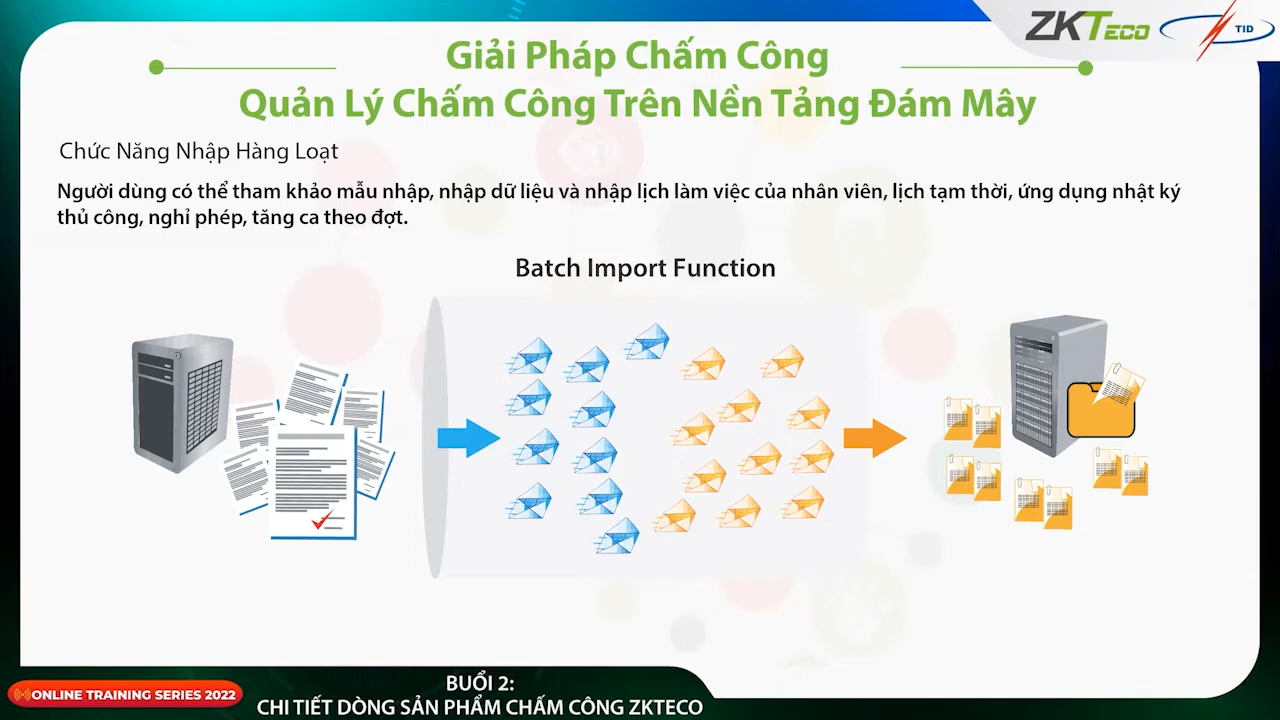 ZKTECO
TID
Giải Pháp Chấm Công
Quản Lý Chấm Công Trên Nền Tảng Đám Mây
Chức Năng Nhập Hàng Loạt
Người dùng có thể tham khảo mẫu nhập, nhập dữ liệu và nhập lịch làm việc của nhân viên, lịch tạm thời, ứng dụng nhật ký
thủ công, nghỉ phép, tăng ca theo đợt.
Batch Import Function
ONLINE TRAINING SERIES 2022
BUỔI 2:
CHI TIẾT DÒNG SẢN PHẨM CHẤM CÔNG ZKTECO